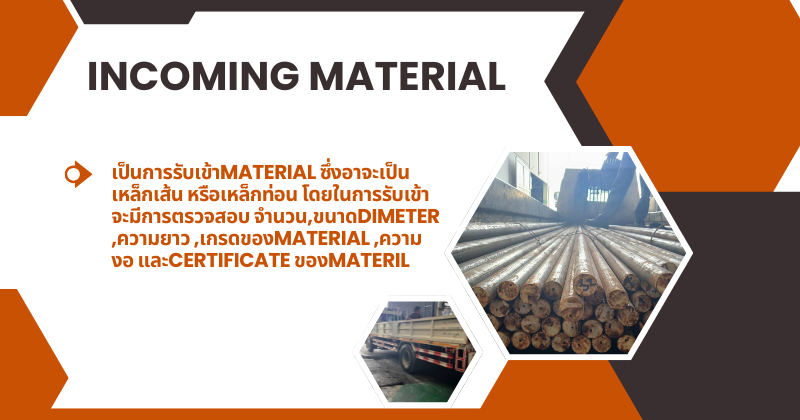 INCOMING MATERIAL
เป็นการรับเข้าMATERIAL ซึ่งอาจะเป็น
เหล็กเส้น หรือเหล็กท่อน โดยในการรับเข้า
จะมีการตรวจสอบ จำนวน,ขนาดDIMETER
,ความยาว ,เกรดของMATERIAL ,ความ
งอ และCERTIFICATE ของMATERIL